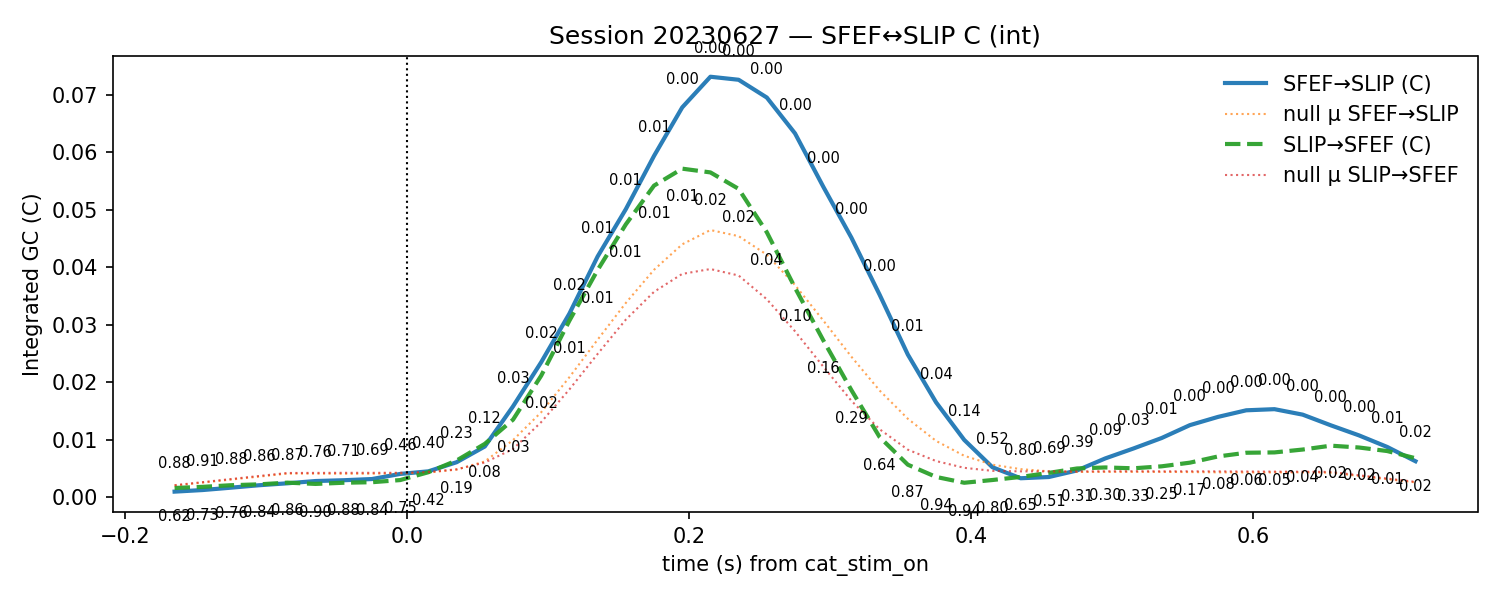 Session 20230627 — SFEF↔SLIP C (int)
SFEF→SLIP (C)
null μ SFEF→SLIP
SLIP→SFEF (C)
null μ SLIP→SFEF
Integrated GC (C)
0.07
0.06
0.05
0.04
0.03
0.02
0.01
0.00
0.88 0.91 0.88 0.86 0.87 0.76 0.71 0.69 0.46 0.40 0.23 0.12 0.03 0.02 0.02 0.01 0.01 0.01 0.00 0.00 0.00 0.00 0.00 0.00 0.00 0.00 0.01 0.04 0.14 0.52 0.80 0.69 0.39 0.09 0.03 0.01 0.00 0.00 0.00 0.00 0.00 0.00 0.00 0.01 0.02
0.62 0.73 0.76 0.84 0.86 0.90 0.88 0.84 0.75 0.42 0.19 0.08 0.03 0.02 0.01 0.01 0.01 0.01 0.01 0.02 0.02 0.04 0.10 0.16 0.29 0.64 0.87 0.94 0.94 0.80 0.65 0.51 0.31 0.30 0.33 0.25 0.17 0.08 0.06 0.05 0.04 0.02 0.02 0.01 0.02
−0.2 0.0 0.2 0.4 0.6
time (s) from cat_stim_on